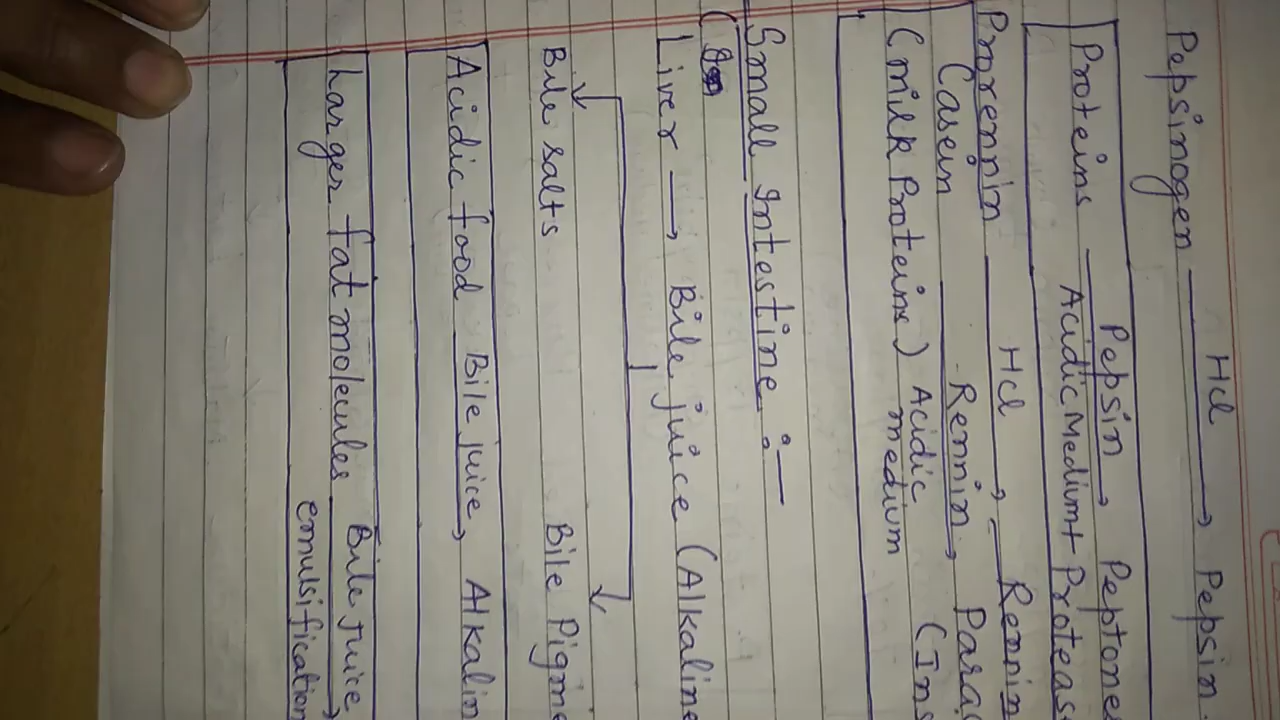 Pepsinogen ——HCl——→ Pepsin
Pepsin
Proteins ————→ Peptones
Acidic Medium + Proteas
Prorennin ——HCl——→ Rennin
Casein ——Rennin——→ Parac
(Milk Proteins) Acidic (Ins
medium
Small Intestine :—
Liver ——→ Bile juice (Alkaline
Bile salts Bile Pigme
Acidic food ——Bile juice——→ Alkalin
Larger fat molecules ——Bile juice——→
emulsification